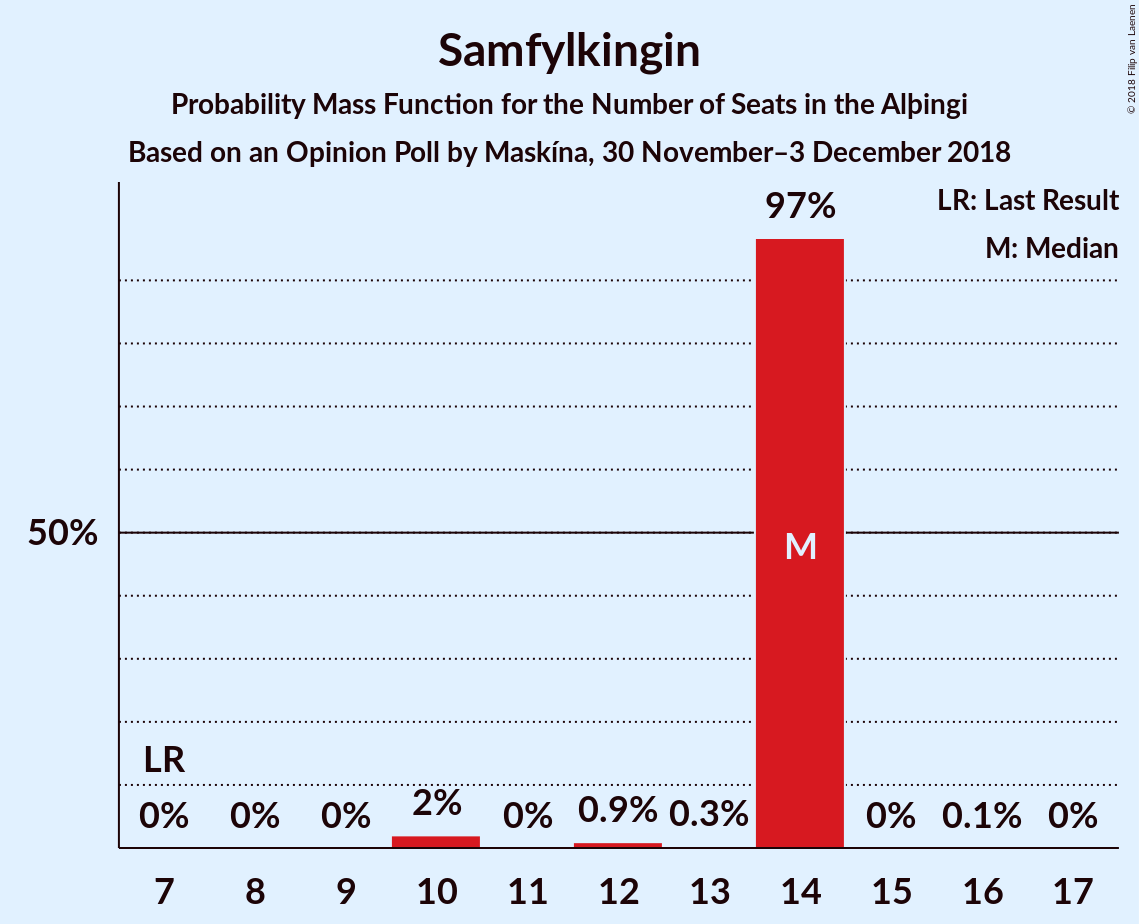 Samfylkingin
Probability Mass Function for the Number of Seats in the Alþingi
Based on an Opinion Poll by Maskína, 30 November–3 December 2018
© 2018 Filip van Laenen
LR: Last Result
M: Median
97%
50%
M
LR
0% 0% 0% 2% 0% 0.9% 0.3% 0% 0.1% 0%
7 8 9 10 11 12 13 14 15 16 17